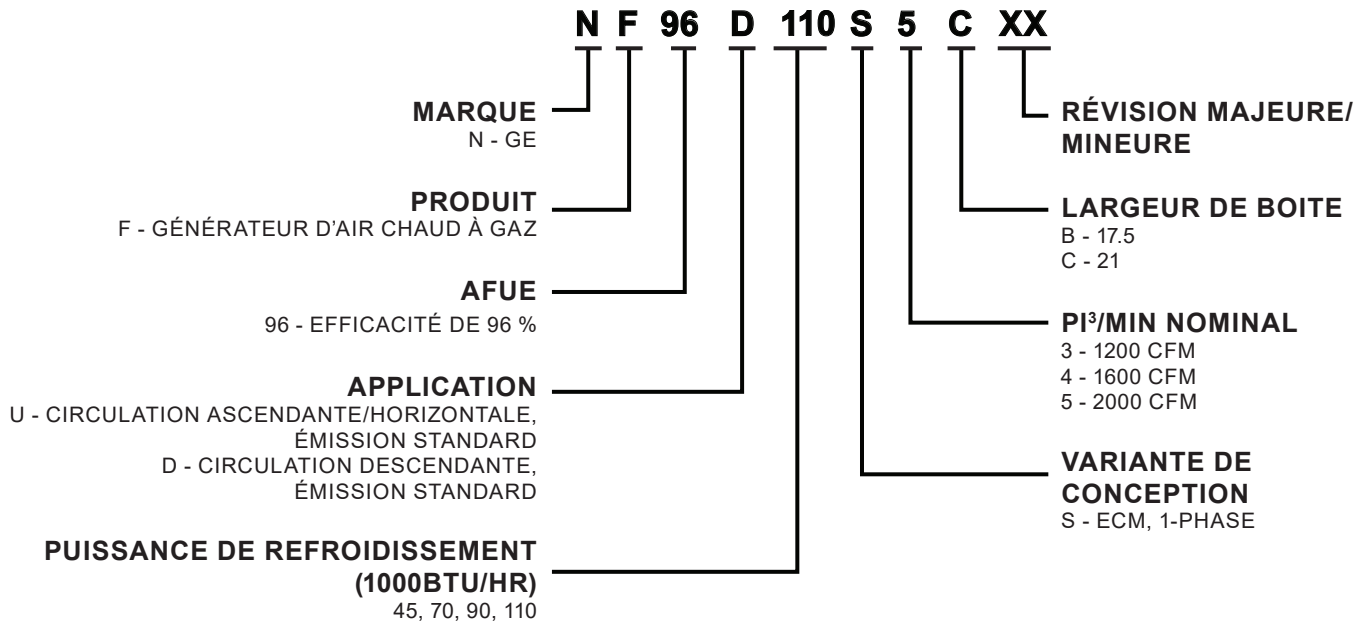 N F 96 D 110 S 5 C XX
MARQUE
N - GE
PRODUIT
F - GÉNÉRATEUR D'AIR CHAUD À GAZ
AFUE
96 - EFFICACITÉ DE 96 %
APPLICATION
U - CIRCULATION ASCENDANTE/HORIZONTALE,
ÉMISSION STANDARD
D - CIRCULATION DESCENDANTE,
ÉMISSION STANDARD
PUISSANCE DE REFROIDISSEMENT
(1000BTU/HR)
45, 70, 90, 110
RÉVISION MAJEURE/
MINEURE
LARGEUR DE BOITE
B - 17.5
C - 21
PI³/MIN NOMINAL
3 - 1200 CFM
4 - 1600 CFM
5 - 2000 CFM
VARIANTE DE
CONCEPTION
S - ECM, 1-PHASE